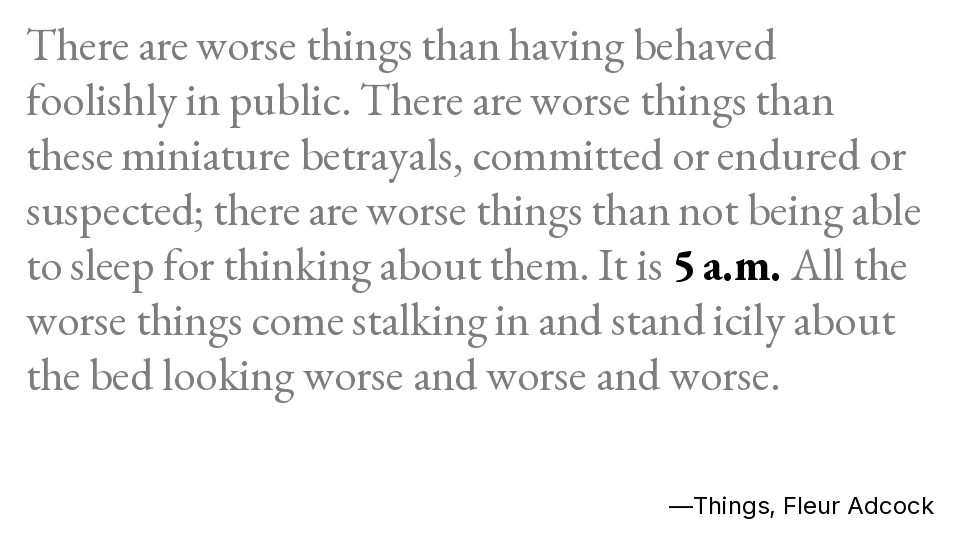 There are worse things than having behaved
foolishly in public. There are worse things than
these miniature betrayals, committed or endured or
suspected; there are worse things than not being able
to sleep for thinking about them. It is 5 a.m. All the
worse things come stalking in and stand icily about
the bed looking worse and worse and worse.
—Things, Fleur Adcock